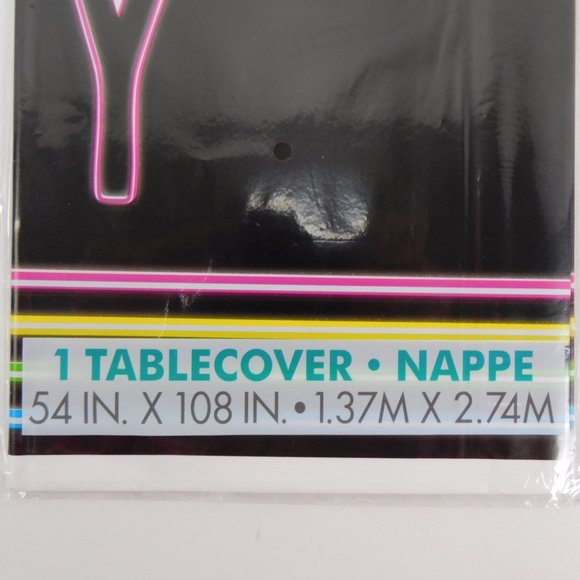 Y
1 TABLECOVER • NAPPE
54 IN. X 108 IN. • 1.37M X 2.74M